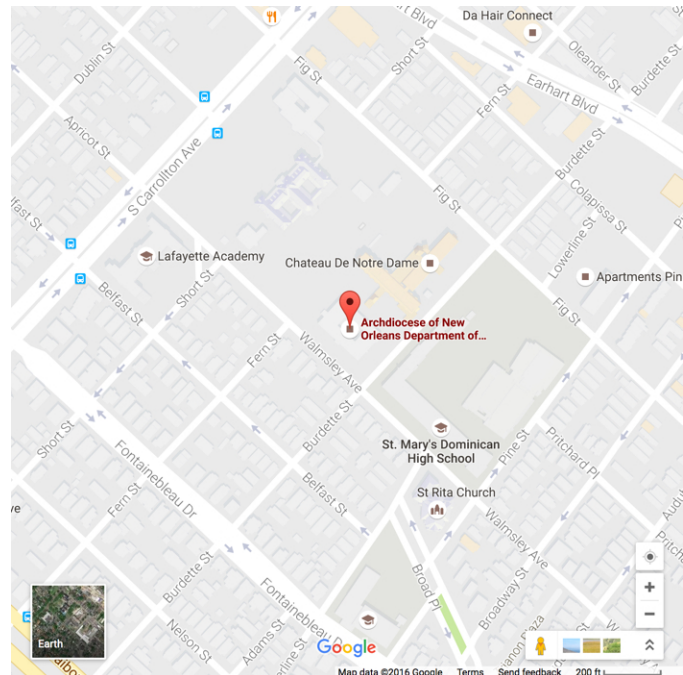 Da Hair Connect
Carrollton Blvd
Fig St
Short St
Oleander St
Burdette St
Dublin St
Earhart Blvd
Fern St
Apricot St
S Carrollton Ave
Burdette St
Colapissa St
Fig St
Belfast St
Lowerline St
Lafayette Academy
Chateau De Notre Dame
Short St
Apartments Pin
Belfast St
Fig St
Archdiocese of New
Orleans Department of...
Fern St
Walmsley Ave
Burdette St
St. Mary's Dominican
High School
Pine St
Pritchard Pl
Short St
Fontainebleau Dr
Belfast St
St Rita Church
Fern St
Walmsley Ave
Burdette St
Broad Pl
Broadway St
Fontainebleau D
Nelson St
Adams St
Earth
Google
Map data ©2016 Google
Terms
Send feedback
200 ft